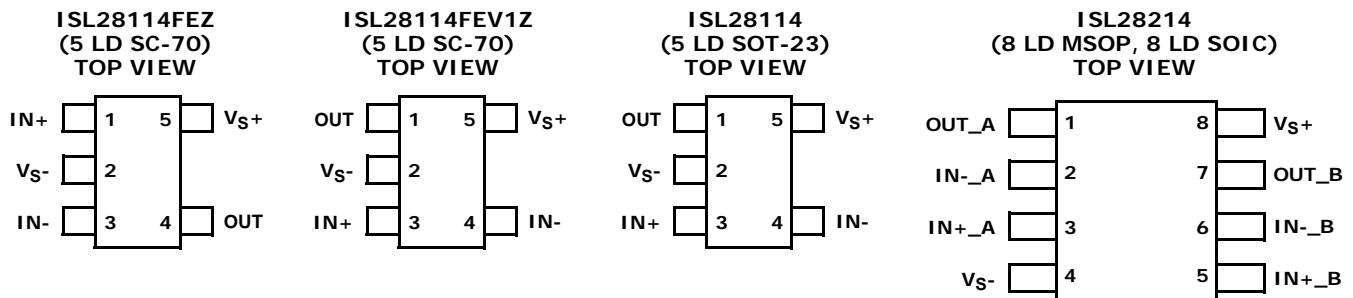 ISL28114FEZ
(5 LD SC-70)
TOP VIEW
IN+ 1 5 VS+
VS- 2
IN- 3 4 OUT
ISL28114FEV1Z
(5 LD SC-70)
TOP VIEW
OUT 1 5 VS+
VS- 2
IN+ 3 4 IN-
ISL28114
(5 LD SOT-23)
TOP VIEW
OUT 1 5 VS+
VS- 2
IN+ 3 4 IN-
ISL28214
(8 LD MSOP, 8 LD SOIC)
TOP VIEW
OUT_A 1 8 VS+
IN-_A 2 7 OUT_B
IN+_A 3 6 IN-_B
VS- 4 5 IN+_B